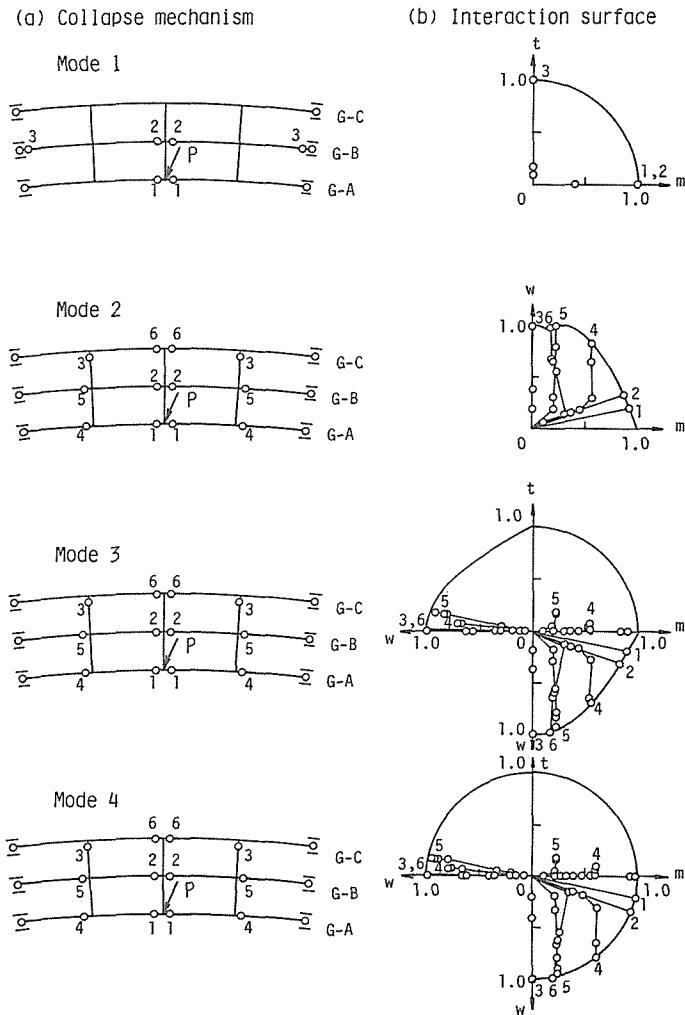 (a) Collapse mechanism
(b) Interaction surface
Mode 1
3 2 2 3
P
1 1
G-C
G-B
G-A
t
1.0 3
1,2
0 1.0 m
Mode 2
6 6
3 3
2 2
5 P 5
4 1 1 4
G-C
G-B
G-A
w
1.0 36 5
4
2
1
0 1.0 m
Mode 3
6 6
3 3
2 2
5 P 5
4 1 1 4
G-C
G-B
G-A
t
1.0
5 5
3,6 4 4
w 1.0 0 1.0 m
1
2
4
1.0 3 6 5
w
Mode 4
6 6
3 3
2 2
5 P 5
4 1 1 4
G-C
G-B
G-A
1.0 t
5 5
3,6 4 4
w 1.0 0 1.0 m
1
2
4
1.0 3 6 5
w